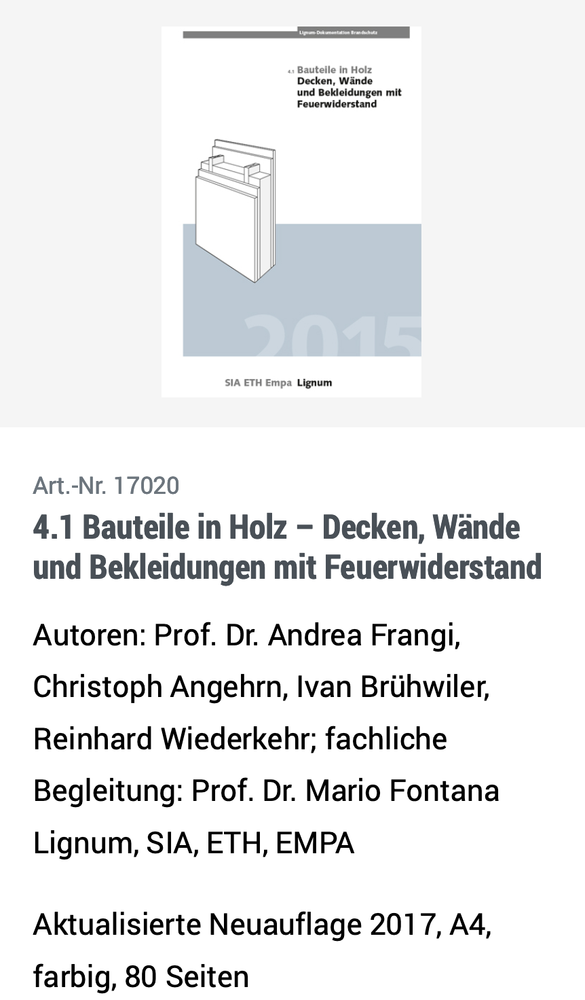 Lignum-Dokumentation Brandschutz
4.1 Bauteile in Holz
Decken, Wände
und Bekleidungen mit
Feuerwiderstand
2015
SIA ETH Empa Lignum
Art.-Nr. 17020
4.1 Bauteile in Holz – Decken, Wände
und Bekleidungen mit Feuerwiderstand
Autoren: Prof. Dr. Andrea Frangi,
Christoph Angehrn, Ivan Brühwiler,
Reinhard Wiederkehr; fachliche
Begleitung: Prof. Dr. Mario Fontana
Lignum, SIA, ETH, EMPA
Aktualisierte Neuauflage 2017, A4,
farbig, 80 Seiten